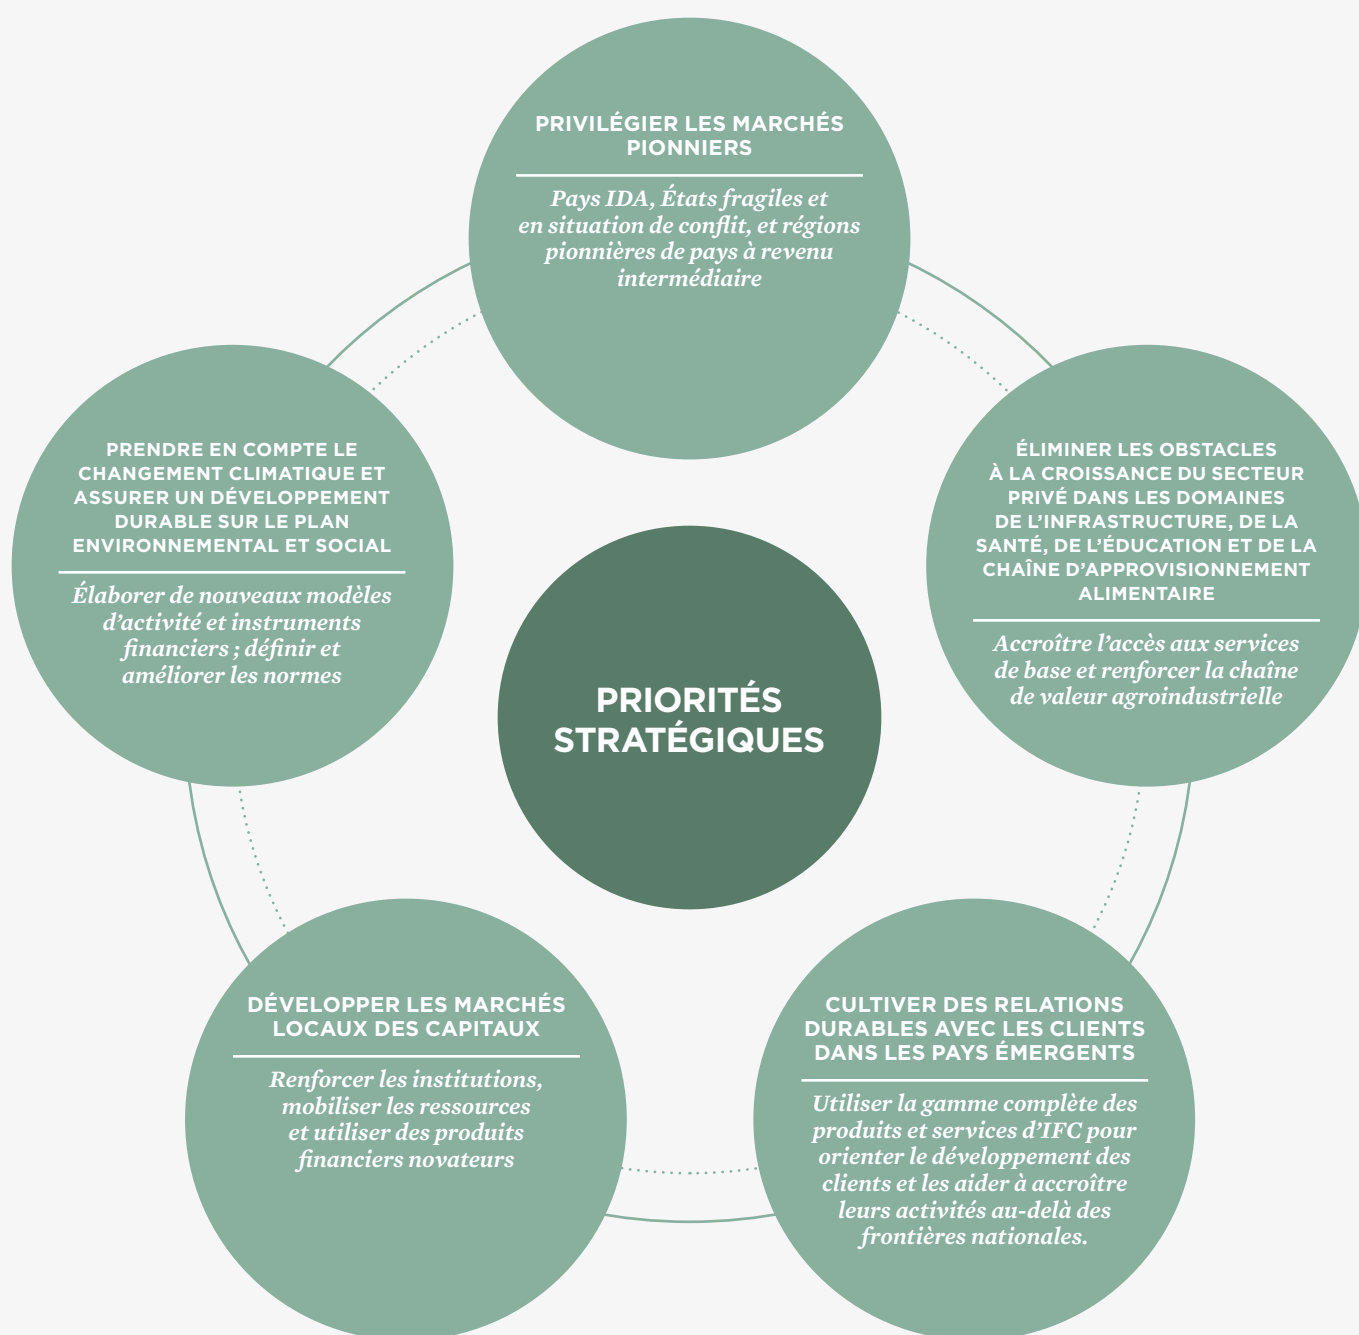 PRIVILÉGIER LES MARCHÉS
PIONNIERS
Pays IDA, États fragiles et
en situation de conflit, et régions
pionnières de pays à revenu
intermédiaire
PRENDRE EN COMPTE LE
CHANGEMENT CLIMATIQUE ET
ASSURER UN DÉVELOPPEMENT
DURABLE SUR LE PLAN
ENVIRONNEMENTAL ET SOCIAL
Élaborer de nouveaux modèles
d’activité et instruments
financiers ; définir et
améliorer les normes
ÉLIMINER LES OBSTACLES
À LA CROISSANCE DU SECTEUR
PRIVÉ DANS LES DOMAINES
DE L’INFRASTRUCTURE, DE LA
SANTÉ, DE L’ÉDUCATION ET DE LA
CHAÎNE D’APPROVISIONNEMENT
ALIMENTAIRE
Accroître l’accès aux services
de base et renforcer la chaîne
de valeur agroindustrielle
PRIORITÉS
STRATÉGIQUES
DÉVELOPPER LES MARCHÉS
LOCAUX DES CAPITAUX
Renforcer les institutions,
mobiliser les ressources
et utiliser des produits
financiers novateurs
CULTIVER DES RELATIONS
DURABLES AVEC LES CLIENTS
DANS LES PAYS ÉMERGENTS
Utiliser la gamme complète des
produits et services d’IFC pour
orienter le développement des
clients et les aider à accroître
leurs activités au-delà des
frontières nationales.